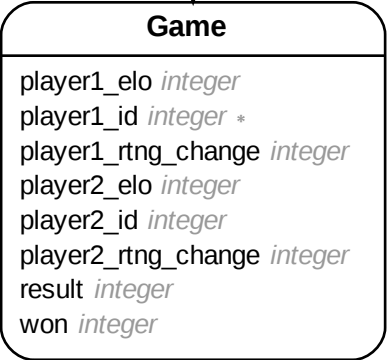 Game
player1_elo integer
player1_id integer *
player1_rtng_change integer
player2_elo integer
player2_id integer
player2_rtng_change integer
result integer
won integer